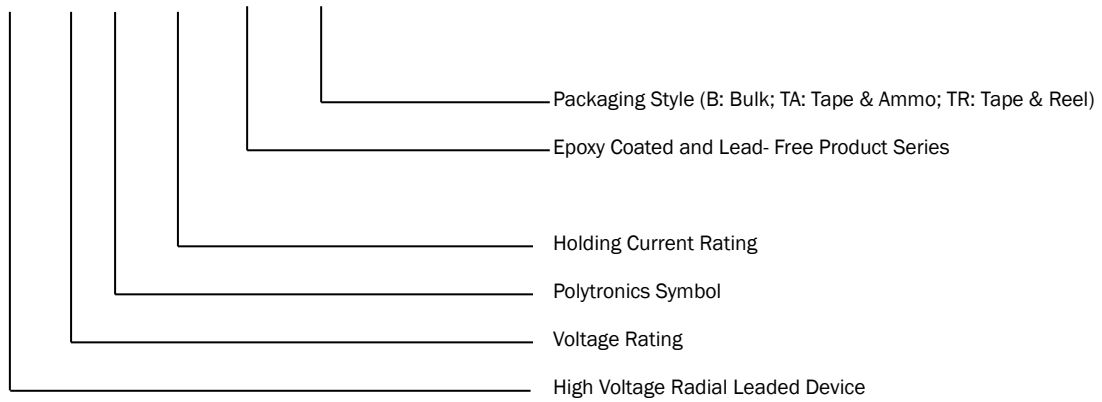 Packaging Style (B: Bulk; TA: Tape & Ammo; TR: Tape & Reel)
Epoxy Coated and Lead- Free Product Series
Holding Current Rating
Polytronics Symbol
Voltage Rating
High Voltage Radial Leaded Device